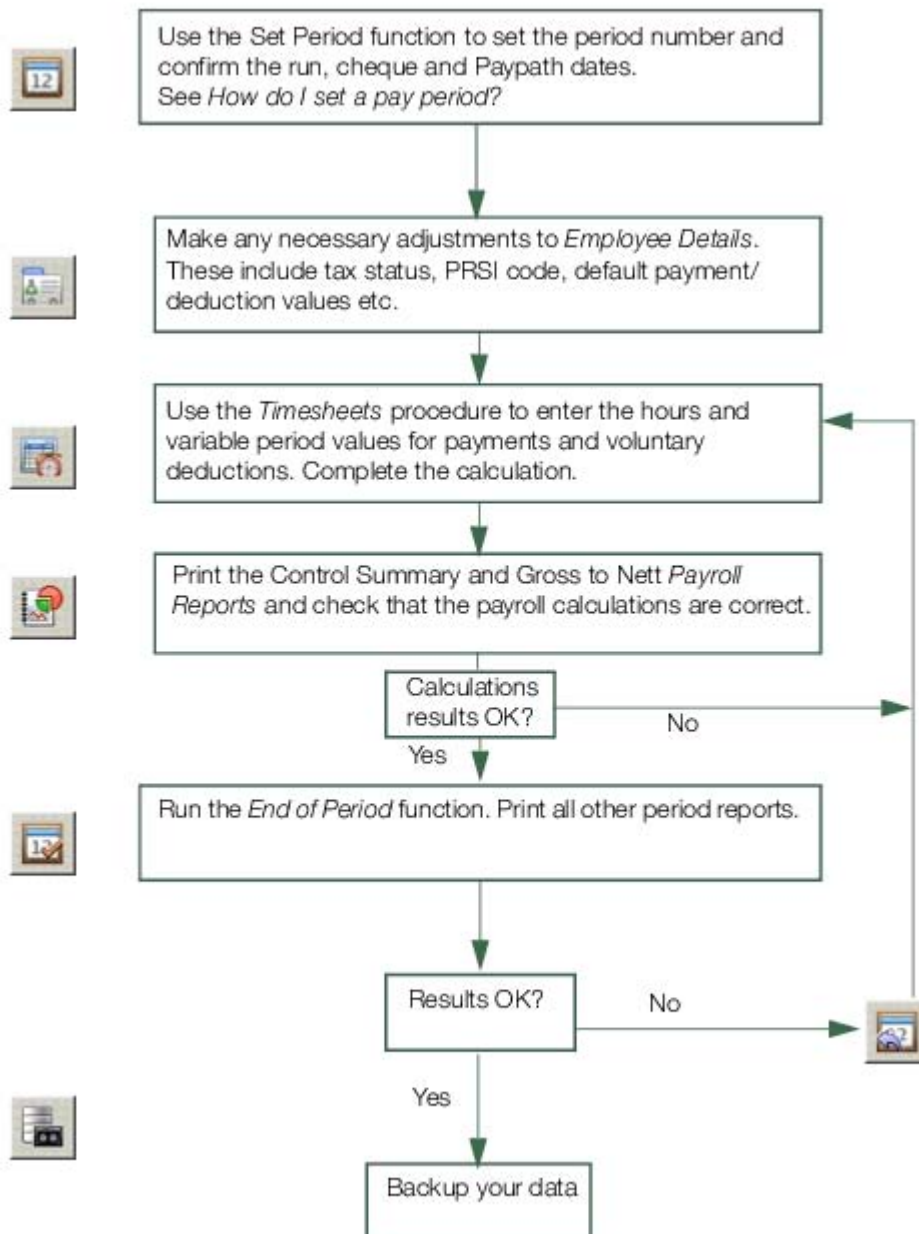 Use the Set Period function to set the period number and
confirm the run, cheque and Paypath dates.
See How do I set a pay period?
12
Make any necessary adjustments to Employee Details.
These include tax status, PRSI code, default payment/
deduction values etc.
Use the Timesheets procedure to enter the hours and
variable period values for payments and voluntary
deductions. Complete the calculation.
Print the Control Summary and Gross to Nett Payroll
Reports and check that the payroll calculations are correct.
Calculations
results OK?
No
Yes
Run the End of Period function. Print all other period reports.
12
Results OK?
No
Yes
Backup your data